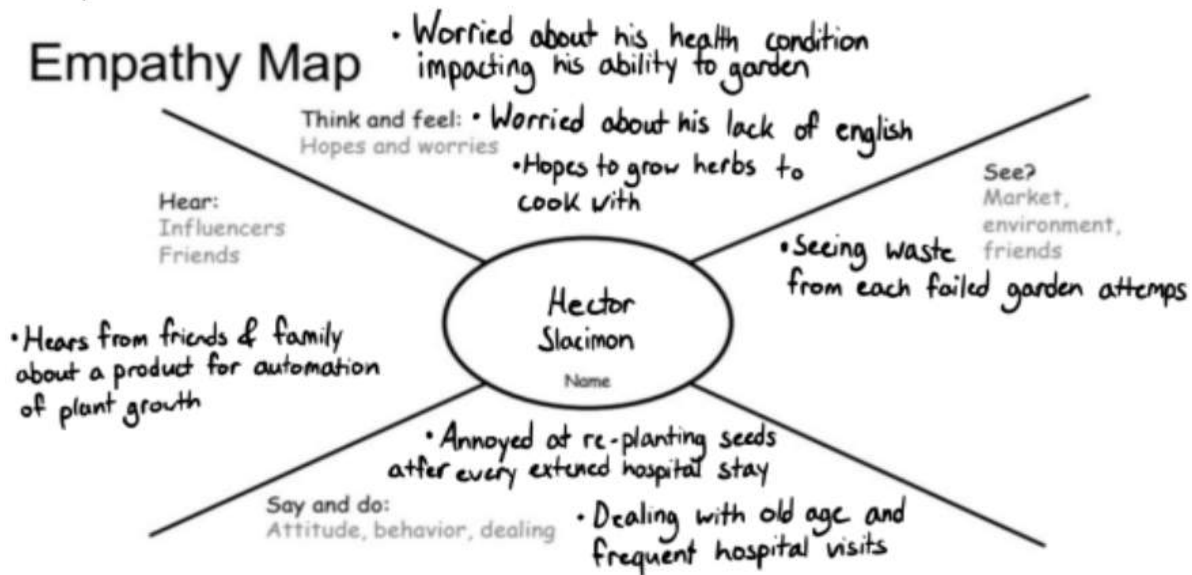 Empathy Map
• Worried about his health condition
impacting his ability to garden
Think and feel: • Worried about his lack of english
Hopes and worries
• Hopes to grow herbs to
cook with
Hear:
Influencers
Friends
• Hears from friends & family
about a product for automation
of plant growth
See?
Market,
environment,
friends
• Seeing waste
from each failed garden attemps
Hector
Slacimon
Name
• Annoyed at re-planting seeds
atfer every extened hospital stay
Say and do:
Attitude, behavior, dealing
• Dealing with old age and
frequent hospital visits